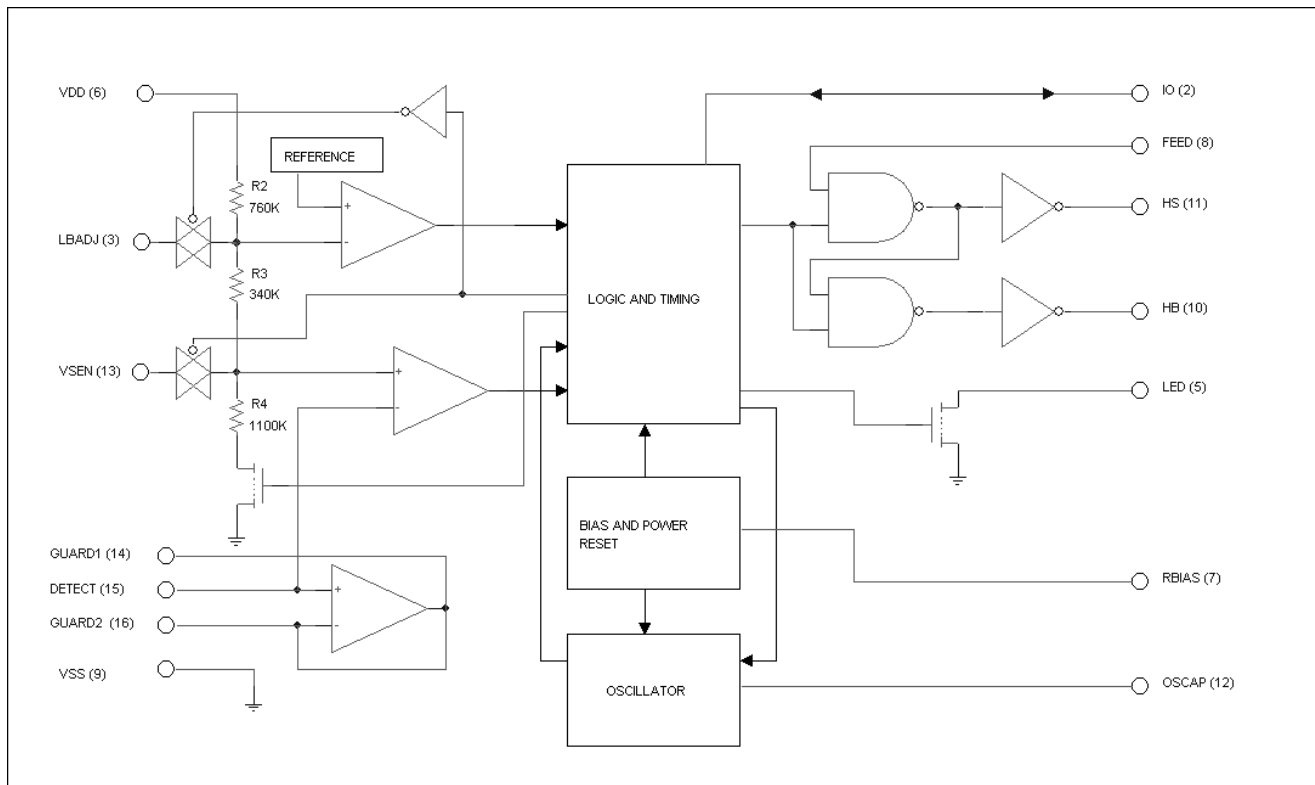 VDD (6)
IO (2)
FEED (8)
REFERENCE
R2
760K
+
-
LBADJ (3)
HS (11)
R3
340K
LOGIC AND TIMING
HB (10)
VSEN (13)
+
-
LED (5)
R4
1100K
BIAS AND POWER
RESET
GUARD1 (14)
DETECT (15)
+
-
RBIAS (7)
GUARD2 (16)
VSS (9)
OSCILLATOR
OSCAP (12)